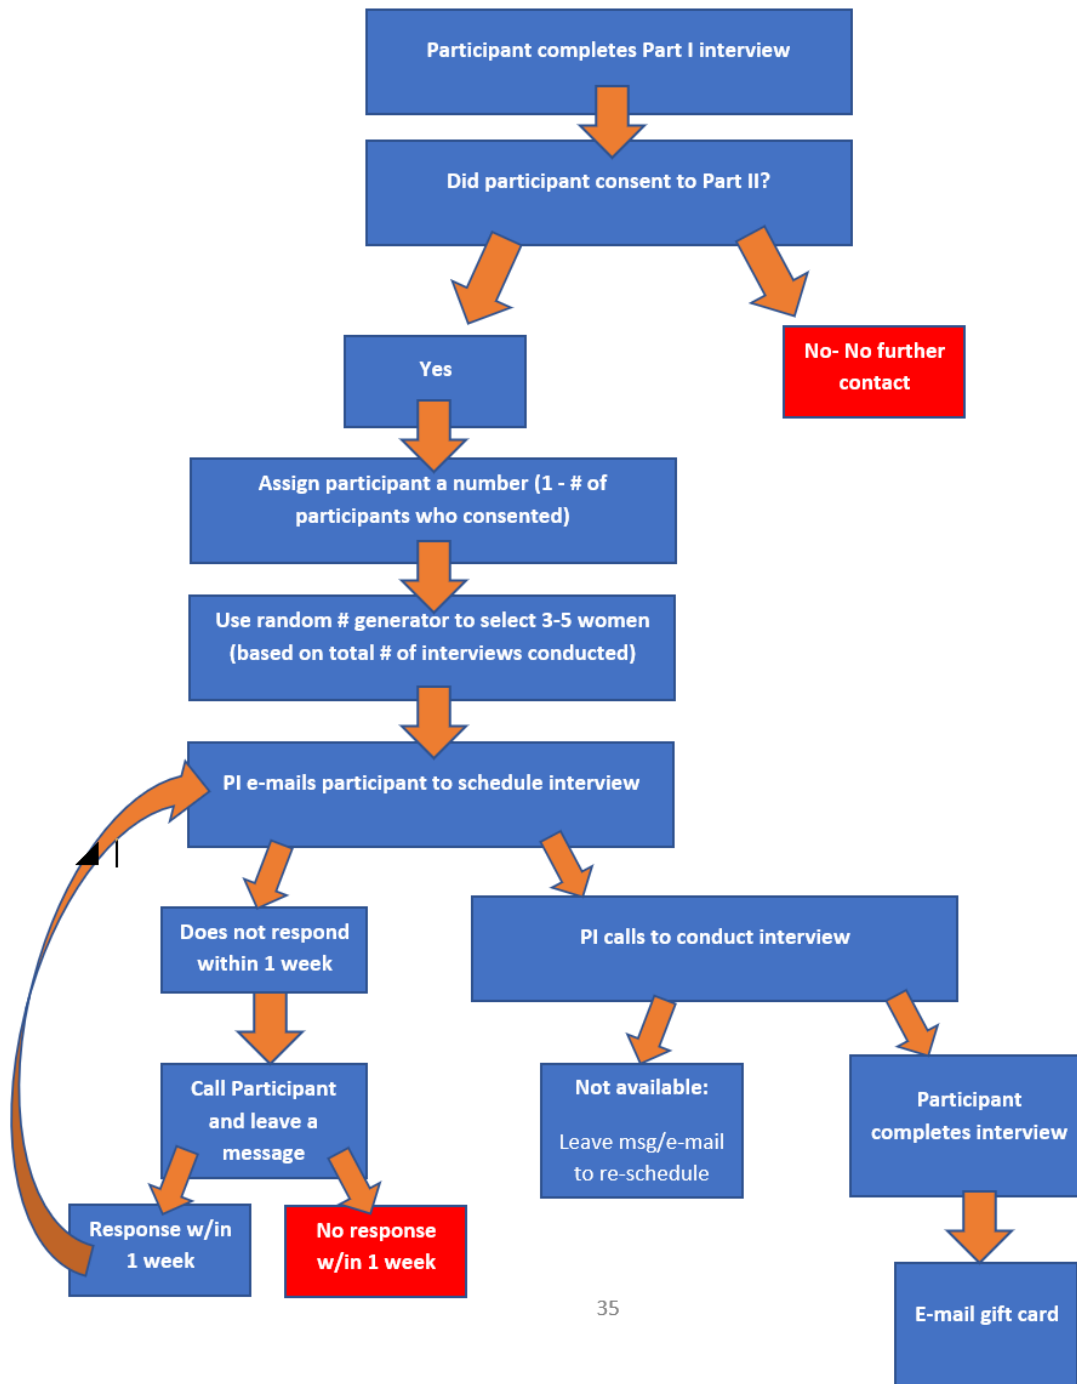 Participant completes Part I interview
Did participant consent to Part II?
Yes
No- No further
contact
Assign participant a number (1 - # of
participants who consented)
Use random # generator to select 3-5 women
(based on total # of interviews conducted)
PI e-mails participant to schedule interview
Does not respond
within 1 week
PI calls to conduct interview
Call Participant
and leave a
message
Not available:
Leave msg/e-mail
to re-schedule
Participant
completes interview
Response w/in
1 week
No response
w/in 1 week
E-mail gift card
35